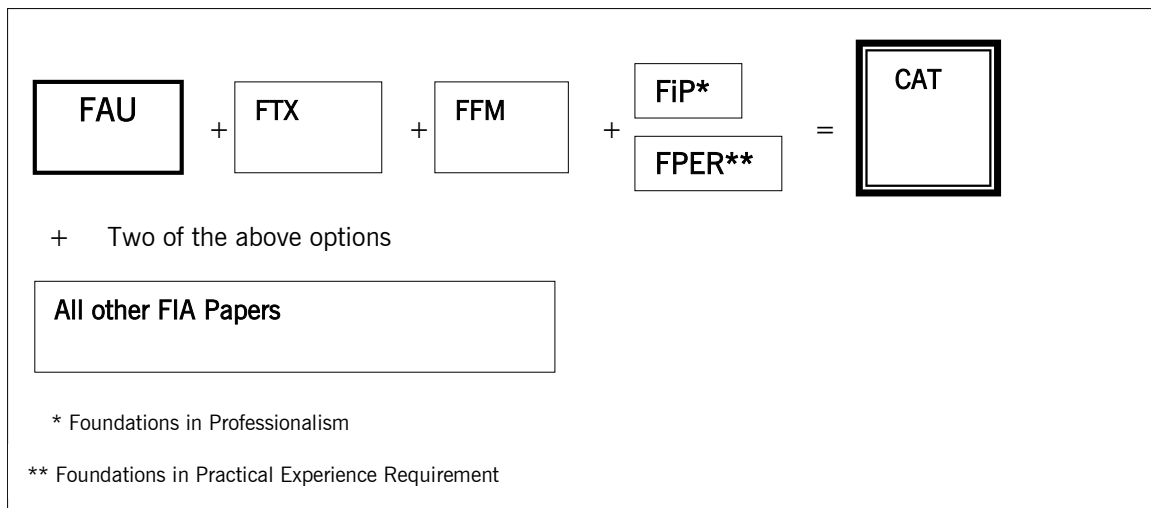 FAU + FTX + FFM + FiP* = CAT
FPER**
+ Two of the above options
All other FIA Papers
* Foundations in Professionalism
** Foundations in Practical Experience Requirement